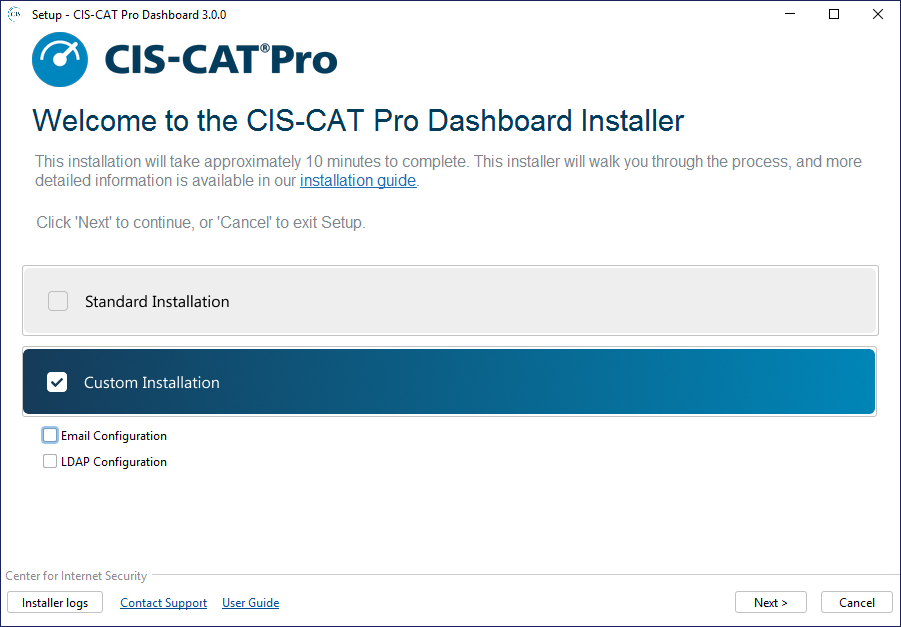 CIS Setup - CIS-CAT Pro Dashboard 3.0.0
CIS-CAT®Pro
Welcome to the CIS-CAT Pro Dashboard Installer
This installation will take approximately 10 minutes to complete. This installer will walk you through the process, and more
detailed information is available in our installation guide.
Click 'Next' to continue, or 'Cancel' to exit Setup.
Standard Installation
Custom Installation
Email Configuration
LDAP Configuration
Center for Internet Security
Installer logs Contact Support User Guide Next > Cancel